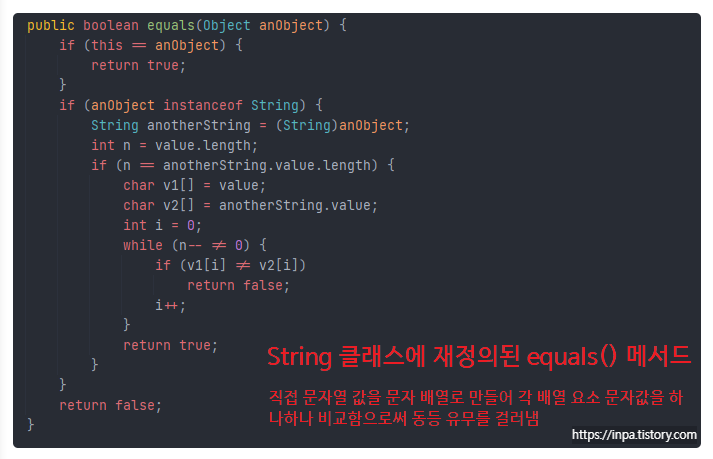 public boolean equals(Object anObject) {
    if (this == anObject) {
        return true;
    }
    if (anObject instanceof String) {
        String anotherString = (String)anObject;
        int n = value.length;
        if (n == anotherString.value.length) {
            char v1[] = value;
            char v2[] = anotherString.value;
            int i = 0;
            while (n-- != 0) {
                if (v1[i] != v2[i])
                    return false;
                i++;
            }
            return true;
        }
    }
    return false;
}
String 클래스에 재정의된 equals() 메서드
직접 문자열 값을 문자 배열로 만들어 각 배열 요소 문자값을 하
나하나 비교함으로써 동등 유무를 걸러냄
https://inpa.tistory.com